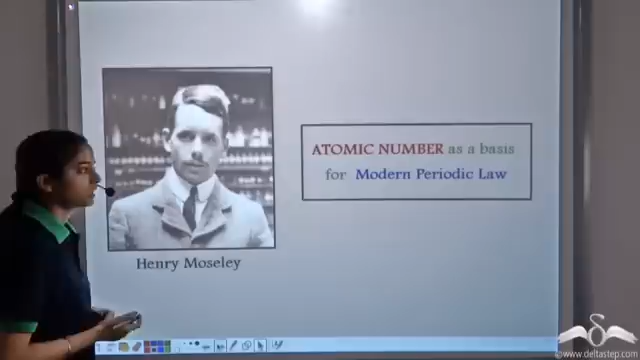 ATOMIC NUMBER as a basis
for Modern Periodic Law
Henry Moseley
©www.deltastep.com